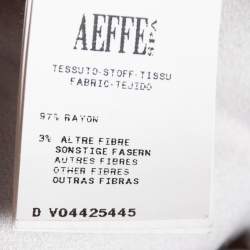 AEFFE SPA
TESSUTO-STOFF-TISSU
FABRIC-TEJIDO
97% RAYON
3% ALTRE FIBRE
SONSTIGE FASERN
AUTRES FIBRES
OTHER FIBRES
OUTRAS FIBRAS
D V04425445